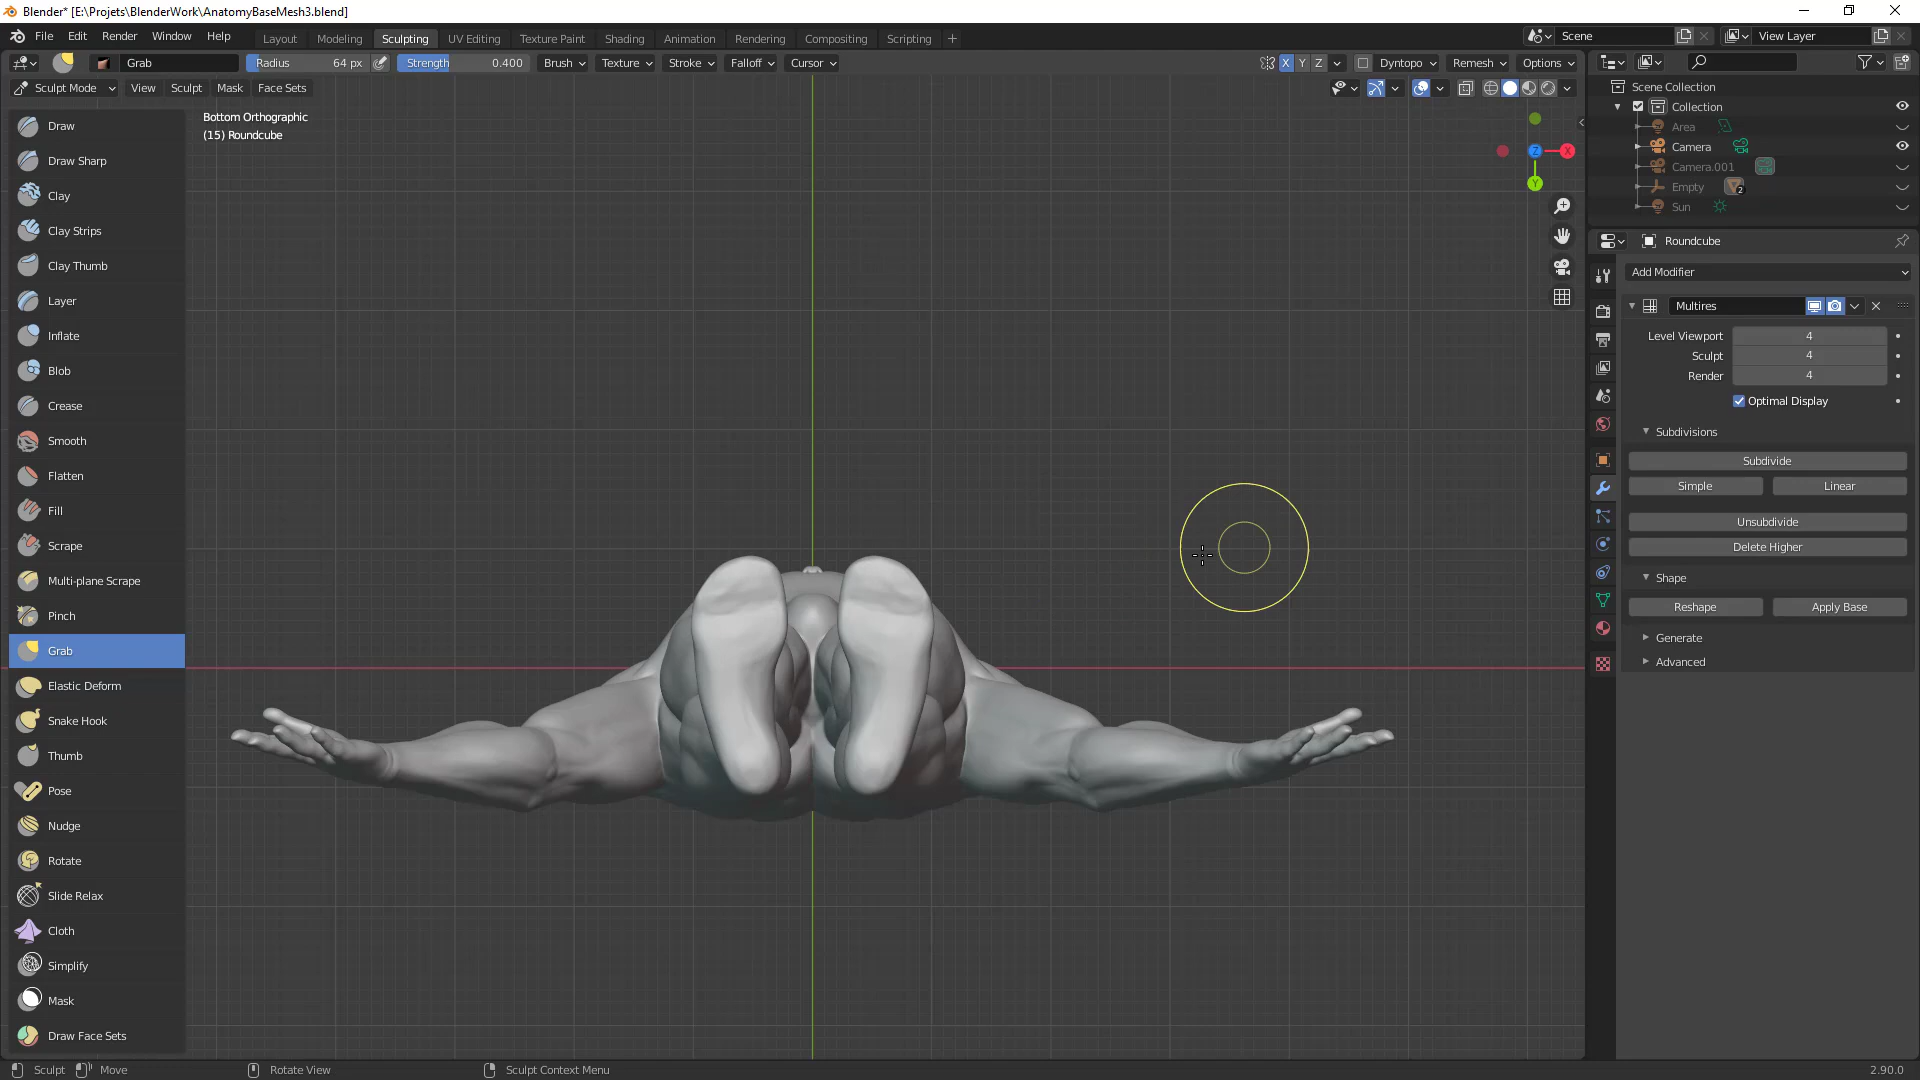 Blender* [E:\Projets\BlenderWork\AnatomyBaseMesh3.blend]
File Edit Render Window Help Layout Modeling Sculpting UV Editing Texture Paint Shading Animation Rendering Compositing Scripting + Scene View Layer
Grab Radius 64 px Strength 0.400 Brush Texture Stroke Falloff Cursor X Y Z Dyntopo Remesh Options
Sculpt Mode View Sculpt Mask Face Sets
Bottom Orthographic
(15) Roundcube
Draw
Draw Sharp
Clay
Clay Strips
Clay Thumb
Layer
Inflate
Blob
Crease
Smooth
Flatten
Fill
Scrape
Multi-plane Scrape
Pinch
Grab
Elastic Deform
Snake Hook
Thumb
Pose
Nudge
Rotate
Slide Relax
Cloth
Simplify
Mask
Draw Face Sets
Z X
Y
Scene Collection
Collection
Area
Camera
Camera.001
Empty 2
Sun
Roundcube
Add Modifier
Multires
Level Viewport 4
Sculpt 4
Render 4
Optimal Display
Subdivisions
Subdivide
Simple Linear
Unsubdivide
Delete Higher
Shape
Reshape Apply Base
Generate
Advanced
Sculpt Move Rotate View Sculpt Context Menu 2.90.0